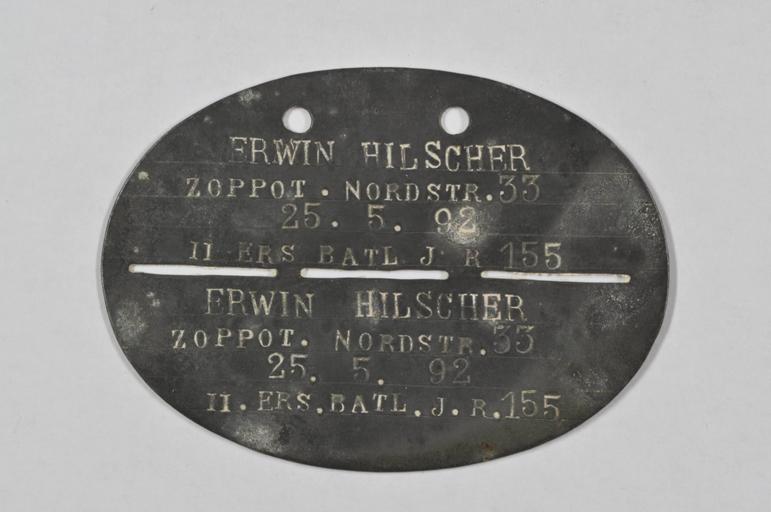 ERWIN HILSCHER
ZOPPOT. NORDSTR.33
25. 5. 92
II ERS BATL J. R 155
ERWIN HILSCHER
ZOPPOT. NORDSTR.33
25. 5. 92
II. ERS. BATL. J. R. 155